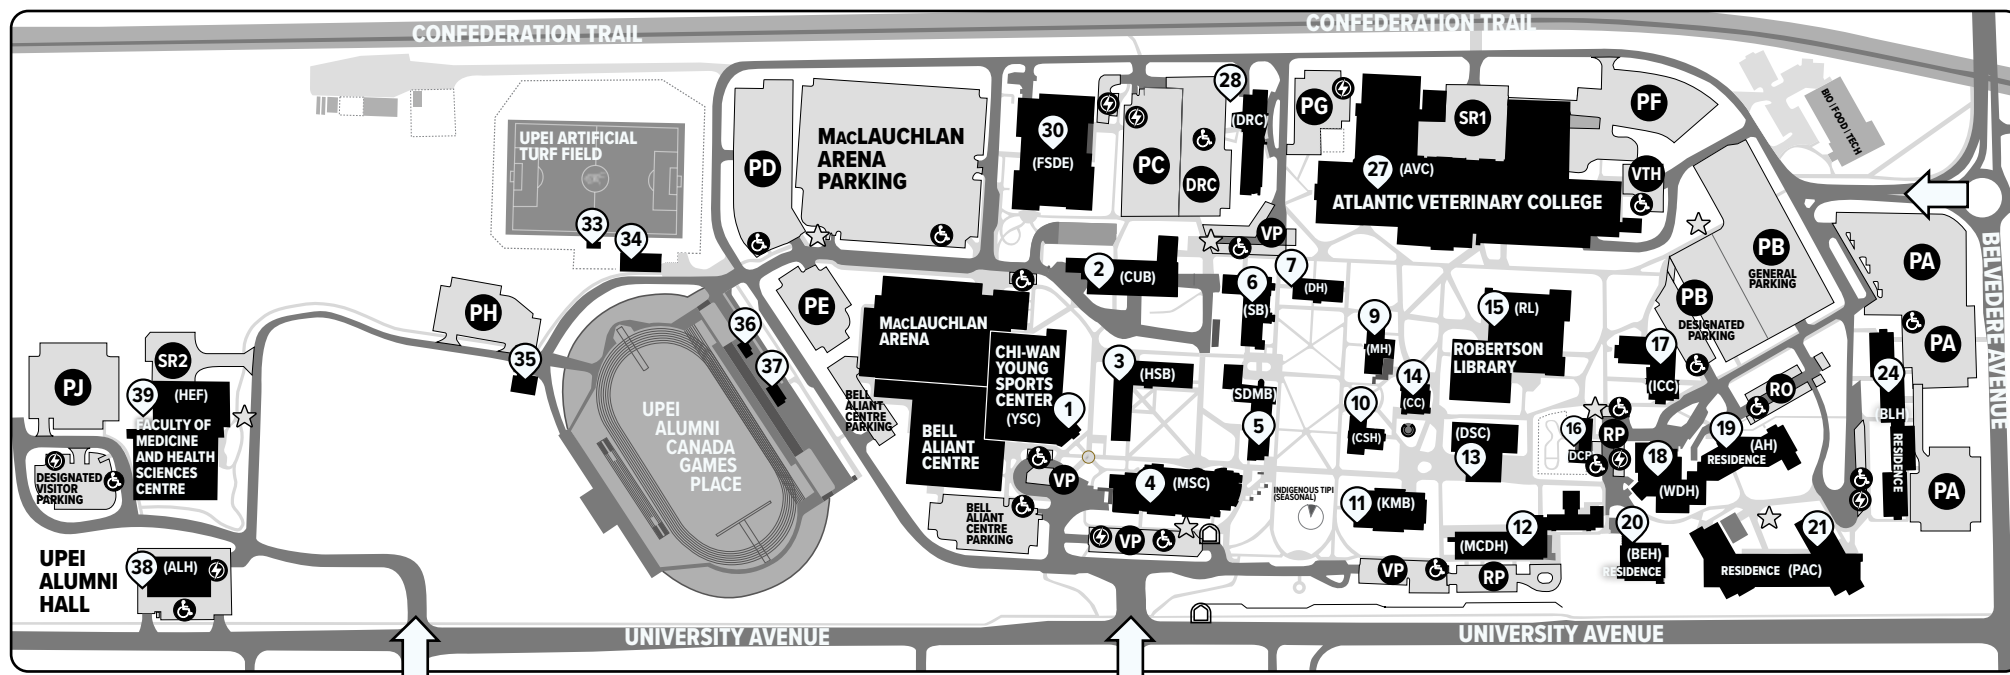 CONFEDERATION TRAIL
CONFEDERATION TRAIL
UPEI ARTIFICIAL
TURF FIELD
33
34
PD
MACLAUCHLAN
ARENA
PARKING
30
(FSDE)
PC
DRC
28
(DRC)
PG
SR1
27
(AVC)
ATLANTIC VETERINARY COLLEGE
PF
VTH
BIO | FOOD | TECH
PB
GENERAL
PARKING
PB
DESIGNATED
PARKING
PA
PA
PA
BELVEDERE AVENUE
PH
35
36
37
PE
MACLAUCHLAN
ARENA
CHI-WAN
YOUNG
SPORTS
CENTER
(YSC)
1
BELL
ALIANT
CENTRE
BELL
ALIANT
CENTRE
PARKING
BELL
ALIANT
CENTRE
PARKING
UPEI
ALUMNI
CANADA
GAMES
PLACE
2
(CUB)
VP
3
(HSB)
4
(MSC)
VP
VP
6
(SB)
7
(DH)
(SDMB)
5
9
(MH)
10
(CSH)
14
(CC)
15
(RL)
ROBERTSON
LIBRARY
(DSC)
13
11
(KMB)
INDIGENOUS TIPI
(SEASONAL)
12
(MCDH)
VP
RP
16
DCP
RP
17
(ICC)
18
(WDH)
19
(AH)
RESIDENCE
RO
20
(BEH)
RESIDENCE
21
RESIDENCE (PAC)
24
(BLH)
RESIDENCE
PJ
SR2
39
(HEF)
FACULTY OF
MEDICINE
AND HEALTH
SCIENCES
CENTRE
DESIGNATED
VISITOR
PARKING
UPEI
ALUMNI
HALL
38
(ALH)
UNIVERSITY AVENUE
UNIVERSITY AVENUE